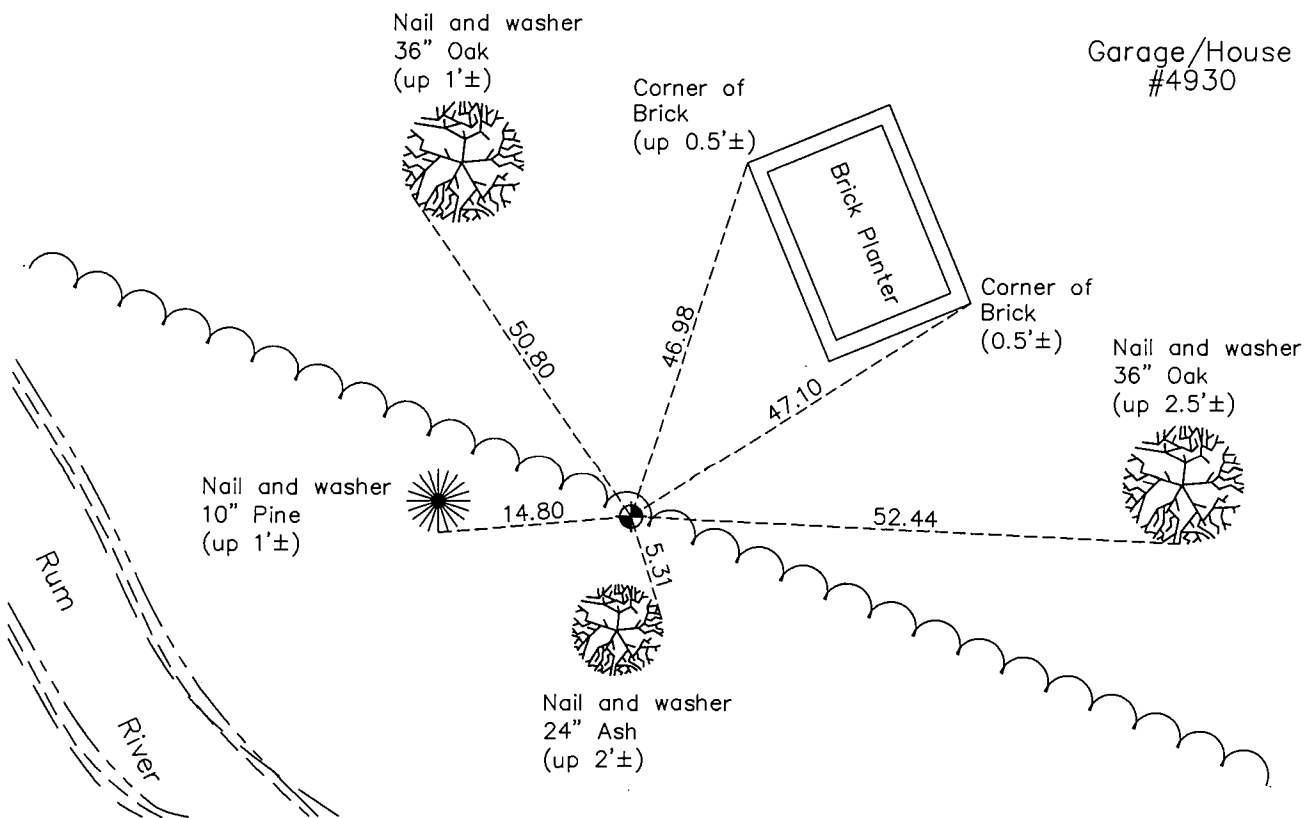 Nail and washer
36" Oak
(up 1'±)
Garage/House
#4930
Corner of
Brick
(up 0.5'±)
Brick Planter
Corner of
Brick
(0.5'±)
Nail and washer
36" Oak
(up 2.5'±)
50.80
46.98
47.10
Nail and washer
10" Pine
(up 1'±)
14.80
52.44
5.31
Rum
River
Nail and washer
24" Ash
(up 2'±)